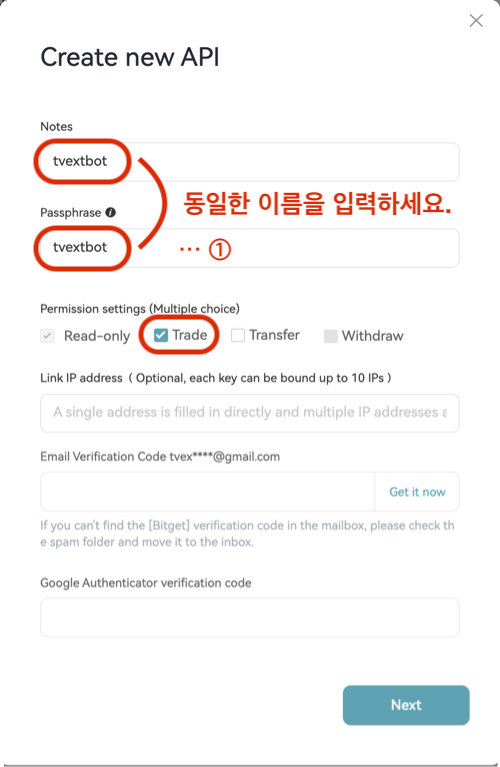 Create new API
Notes
tvextbot
동일한 이름을 입력하세요.
Passphrase
tvextbot
... ①
Permission settings (Multiple choice)
Read-only Trade Transfer Withdraw
Link IP address ( Optional, each key can be bound up to 10 IPs )
A single address is filled in directly and multiple IP addresses a
Email Verification Code tvex****@gmail.com
Get it now
If you can't find the [Bitget] verification code in the mailbox, please check th
e spam folder and move it to the inbox.
Google Authenticator verification code
Next